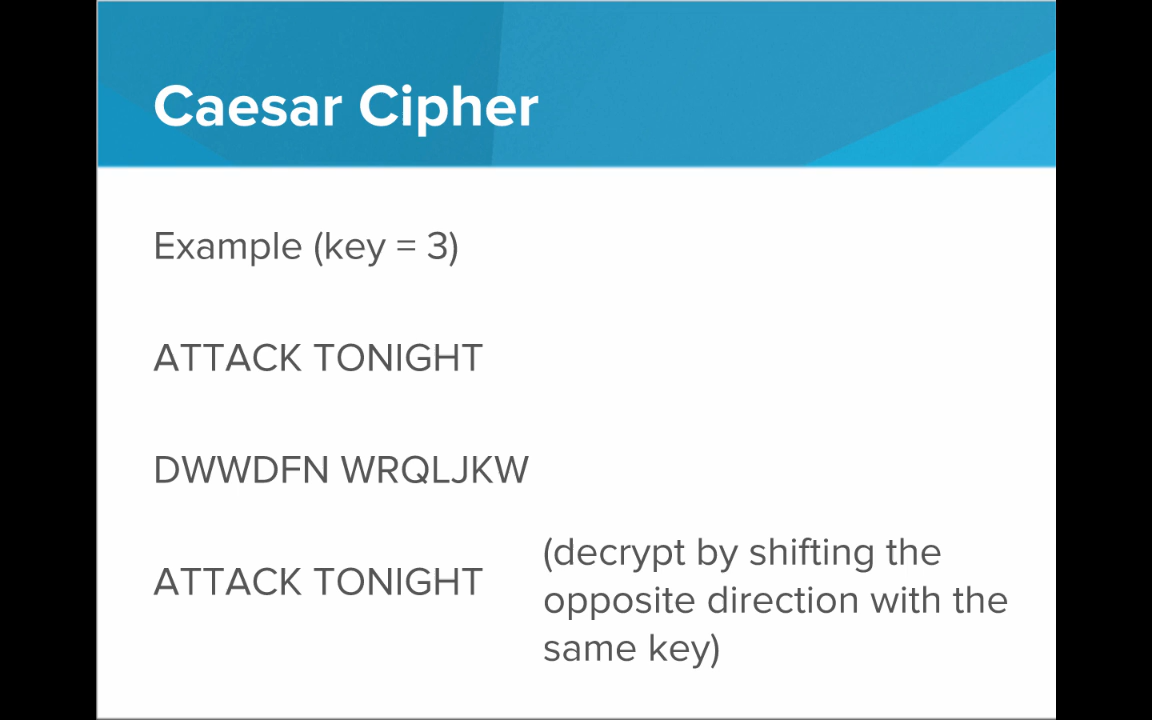 Caesar Cipher
Example (key = 3)
ATTACK TONIGHT
DWWDFN WRQLJKW
ATTACK TONIGHT
(decrypt by shifting the
opposite direction with the
same key)